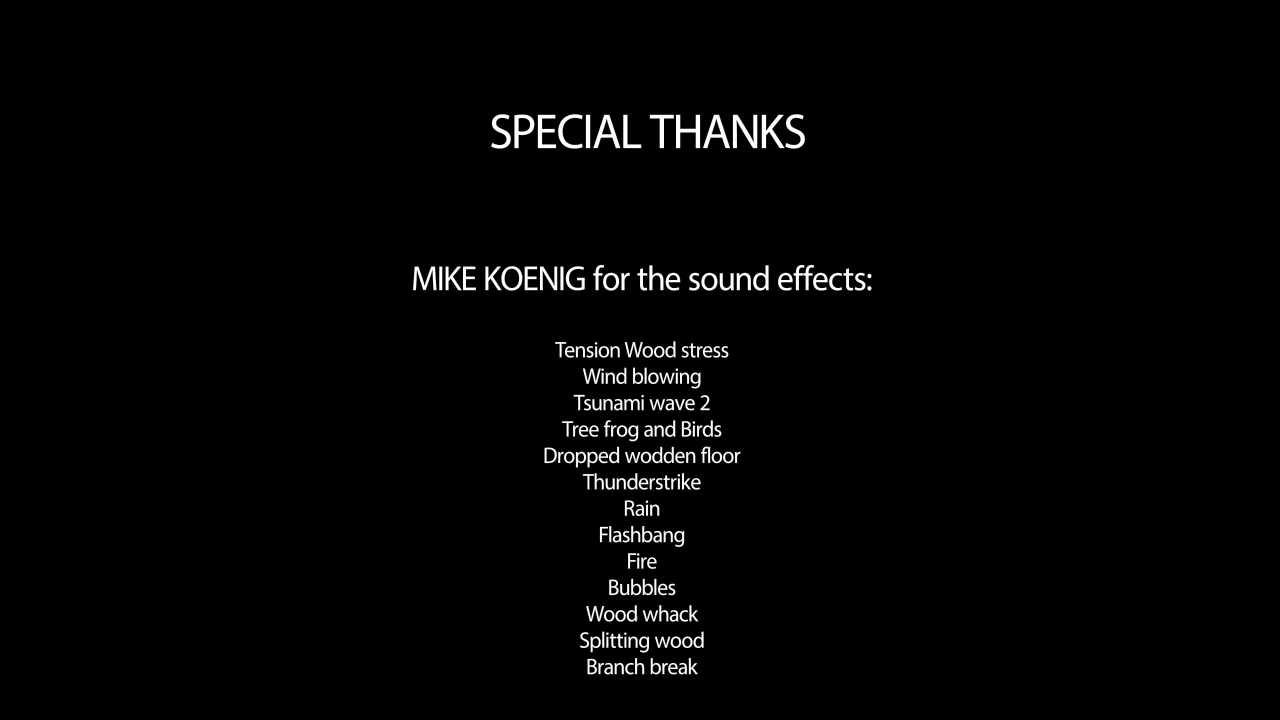 SPECIAL THANKS
MIKE KOENIG for the sound effects:
Tension Wood stress
Wind blowing
Tsunami wave 2
Tree frog and Birds
Dropped wodden floor
Thunderstrike
Rain
Flashbang
Fire
Bubbles
Wood whack
Splitting wood
Branch break